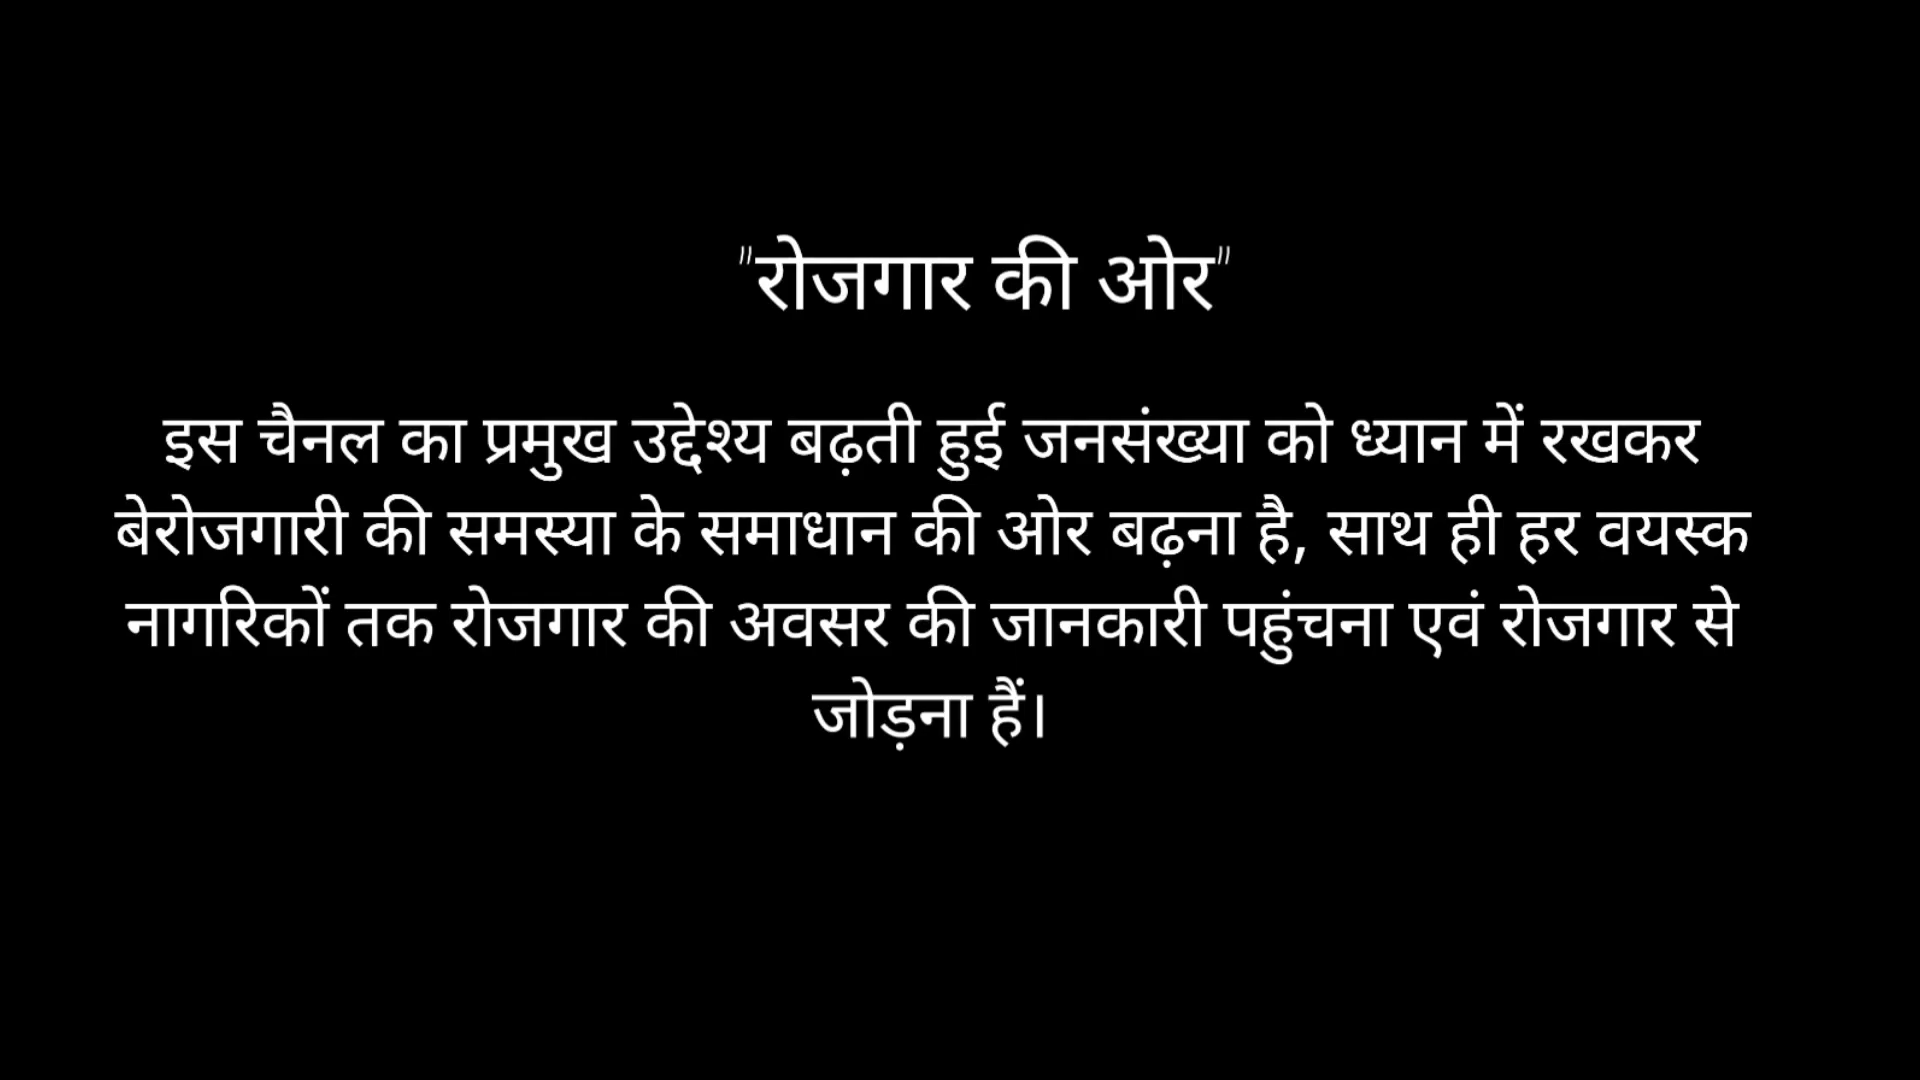 "रोजगार की ओर"
इस चैनल का प्रमुख उद्देश्य बढ़ती हुई जनसंख्या को ध्यान में रखकर
बेरोजगारी की समस्या के समाधान की ओर बढ़ना है, साथ ही हर वयस्क
नागरिकों तक रोजगार की अवसर की जानकारी पहुंचना एवं रोजगार से
जोड़ना हैं।